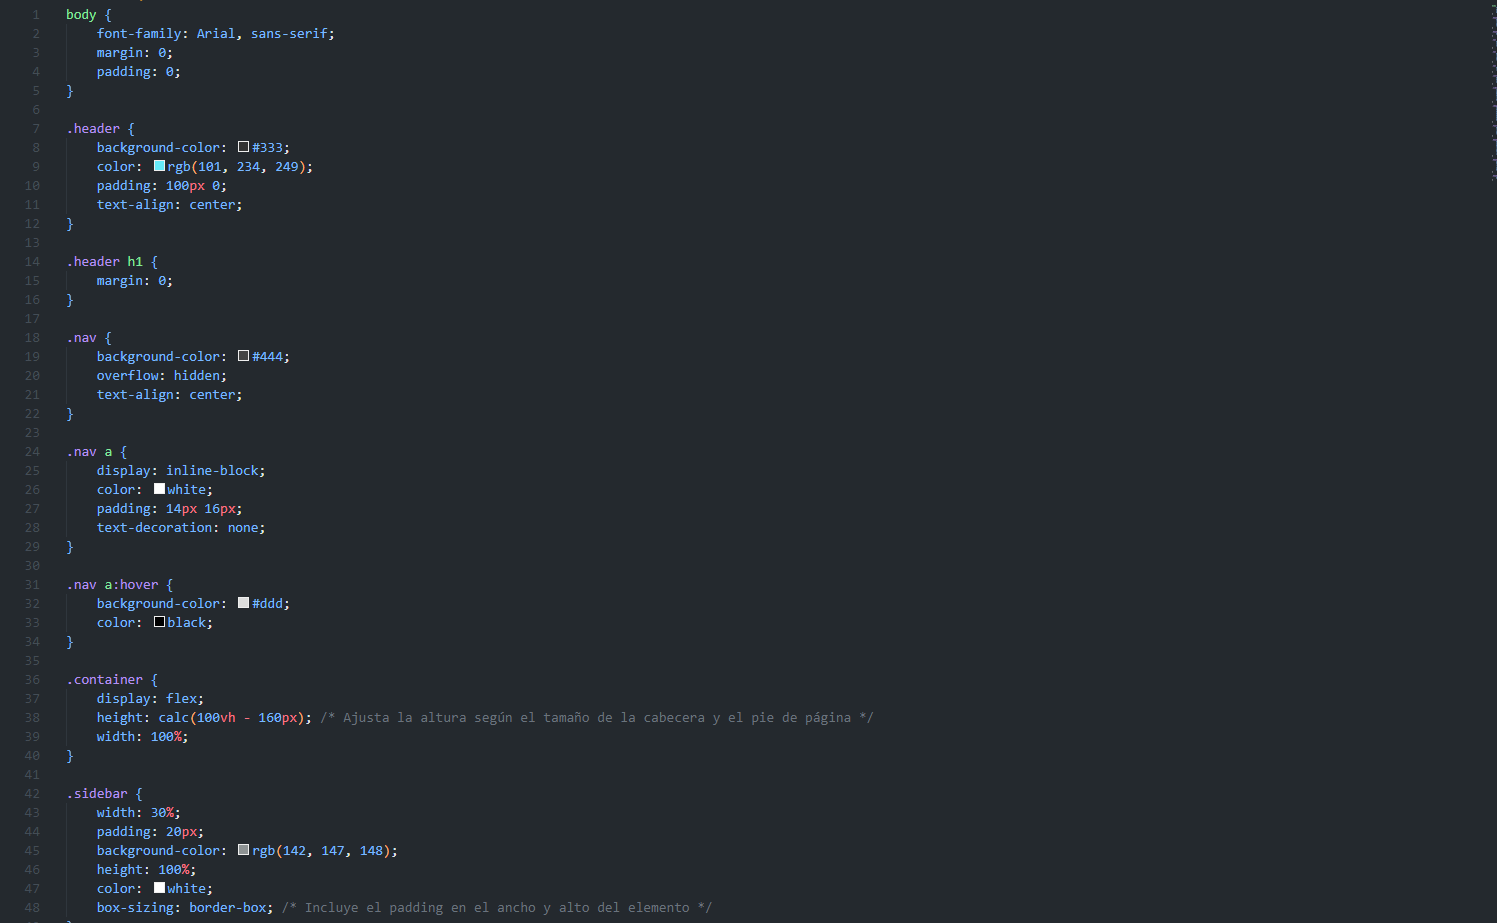 1 body {
2 font-family: Arial, sans-serif;
3 margin: 0;
4 padding: 0;
5 }
6
7 .header {
8 background-color: #333;
9 color: rgb(101, 234, 249);
10 padding: 100px 0;
11 text-align: center;
12 }
13
14 .header h1 {
15 margin: 0;
16 }
17
18 .nav {
19 background-color: #444;
20 overflow: hidden;
21 text-align: center;
22 }
23
24 .nav a {
25 display: inline-block;
26 color: white;
27 padding: 14px 16px;
28 text-decoration: none;
29 }
30
31 .nav a:hover {
32 background-color: #ddd;
33 color: black;
34 }
35
36 .container {
37 display: flex;
38 height: calc(100vh - 160px); /* Ajusta la altura según el tamaño de la cabecera y el pie de página */
39 width: 100%;
40 }
41
42 .sidebar {
43 width: 30%;
44 padding: 20px;
45 background-color: rgb(142, 147, 148);
46 height: 100%;
47 color: white;
48 box-sizing: border-box; /* Incluye el padding en el ancho y alto del elemento */